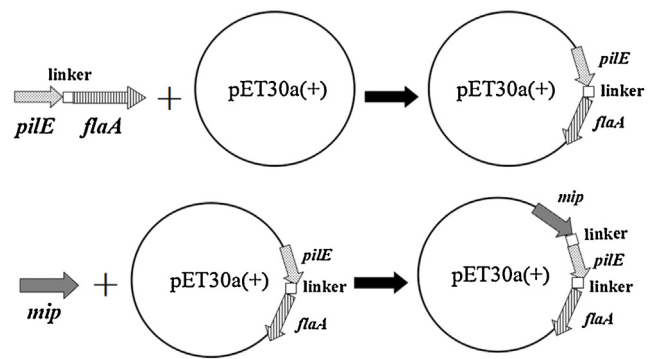 linker
pilE flaA
+
pET30a(+)
pET30a(+)
pilE
linker
flaA
mip
+
pET30a(+)
pilE
linker
flaA
pET30a(+)
mip
linker
pilE
linker
flaA